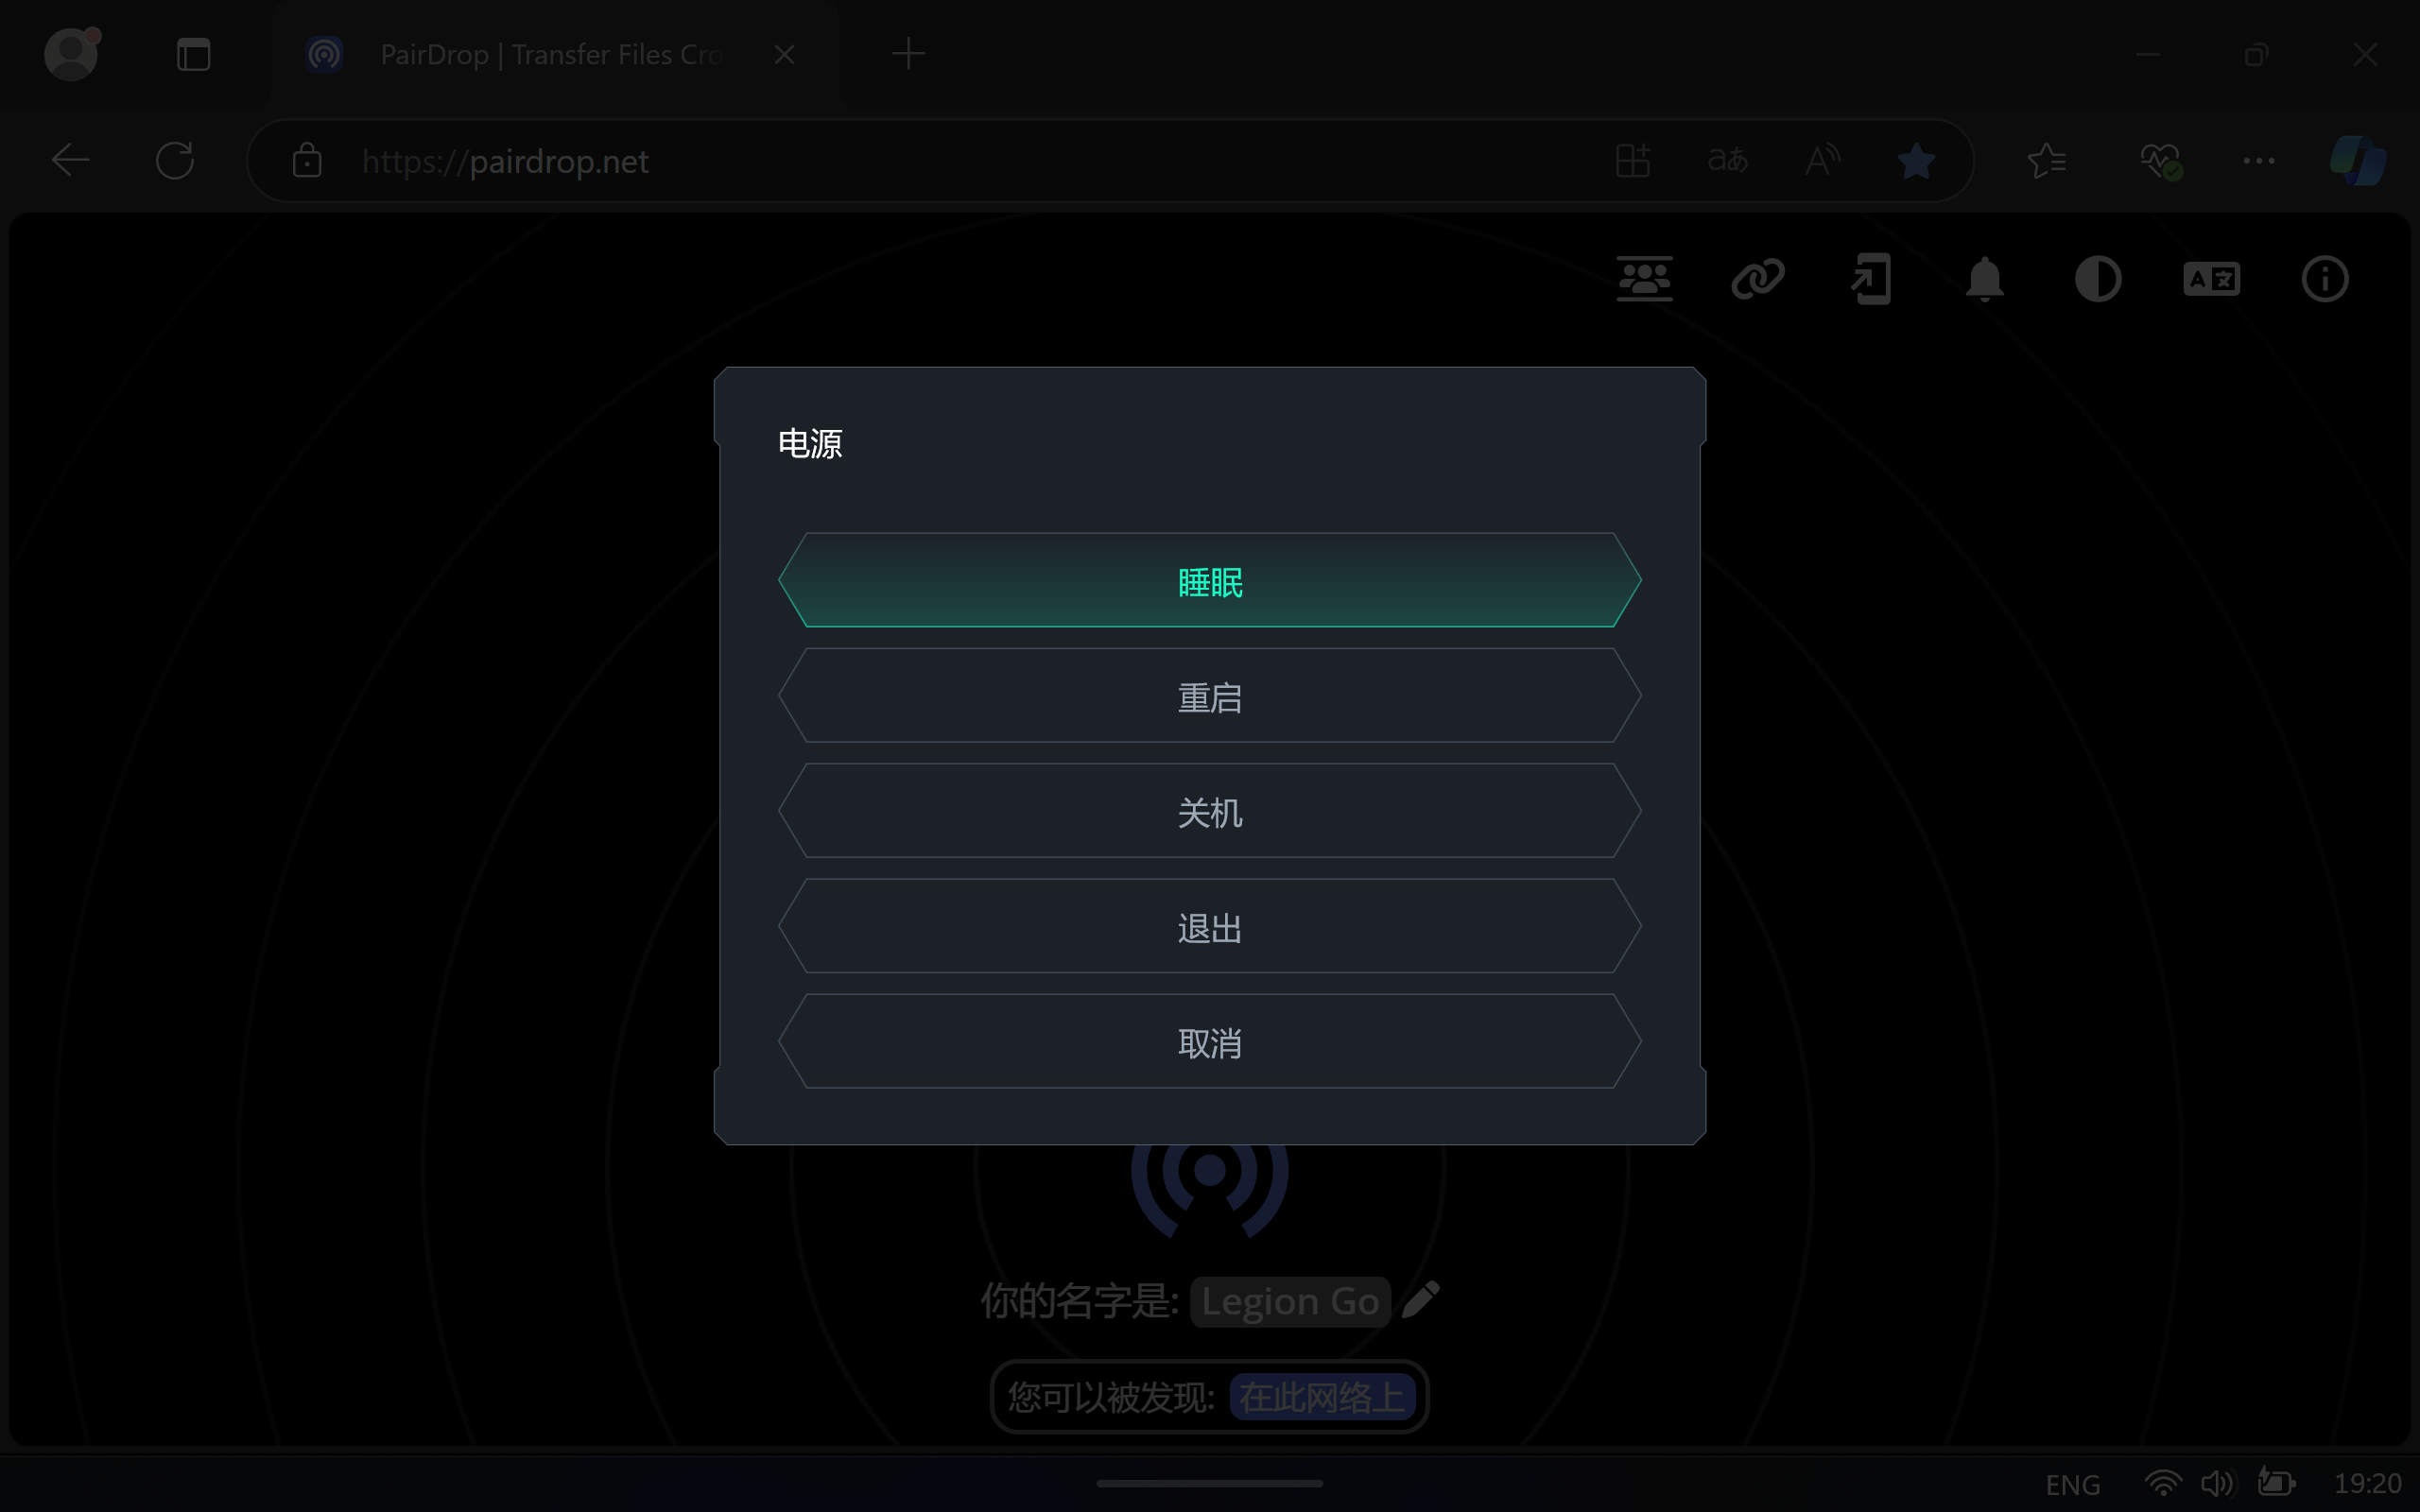 PairDrop | Transfer Files Cro
https://pairdrop.net
电源
睡眠
重启
关机
退出
取消
你的名字是: Legion Go
您可以被发现: 在此网络上
ENG 19:20